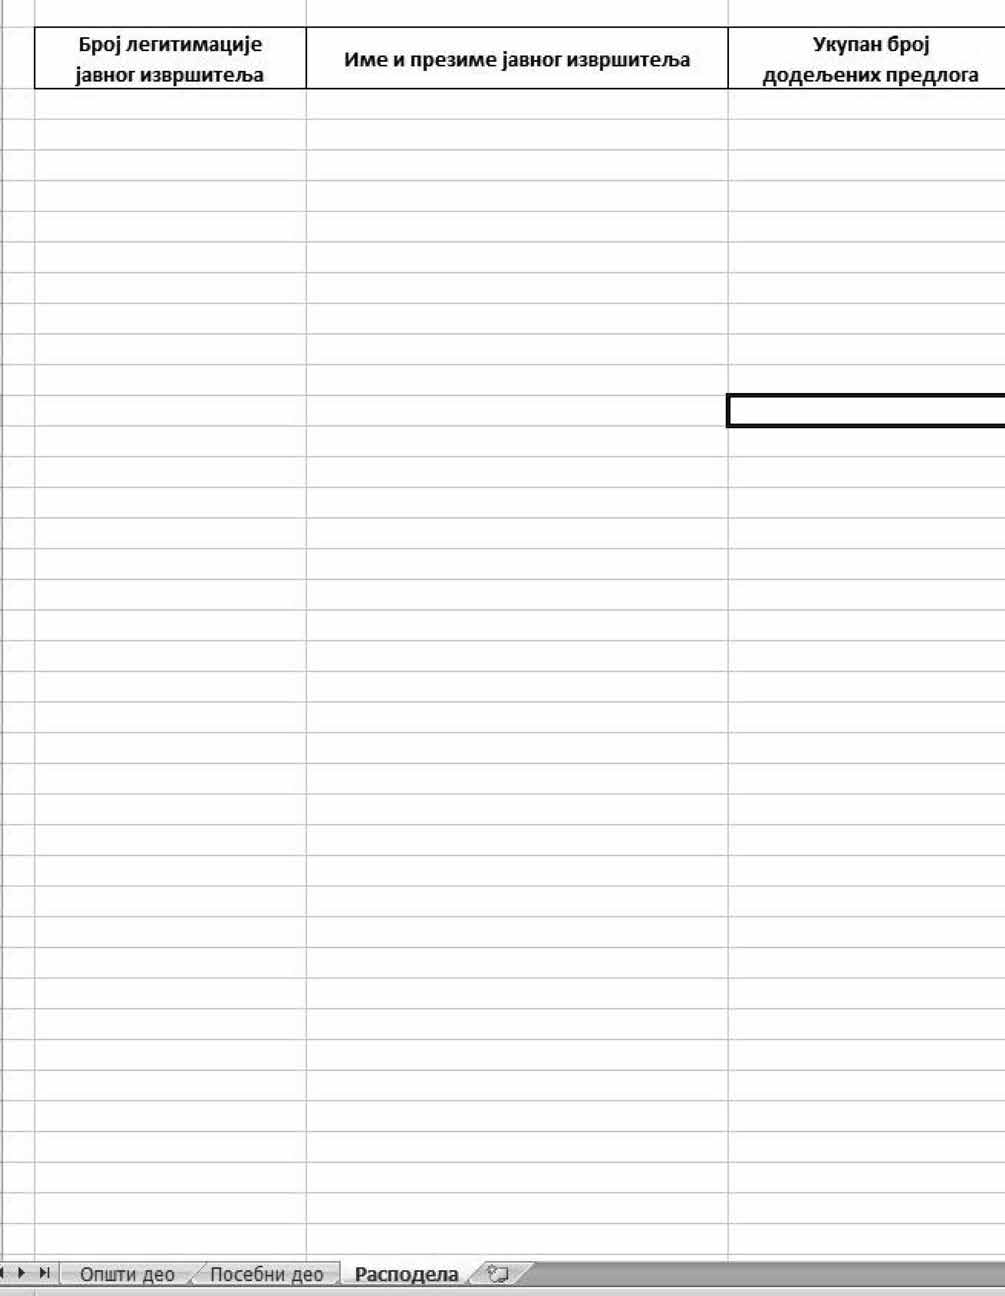 Број легитимације
јавног извршитеља
Име и презиме јавног извршитеља
Укупан број
додељених предлога
Општи део
Посебни део
Расподела